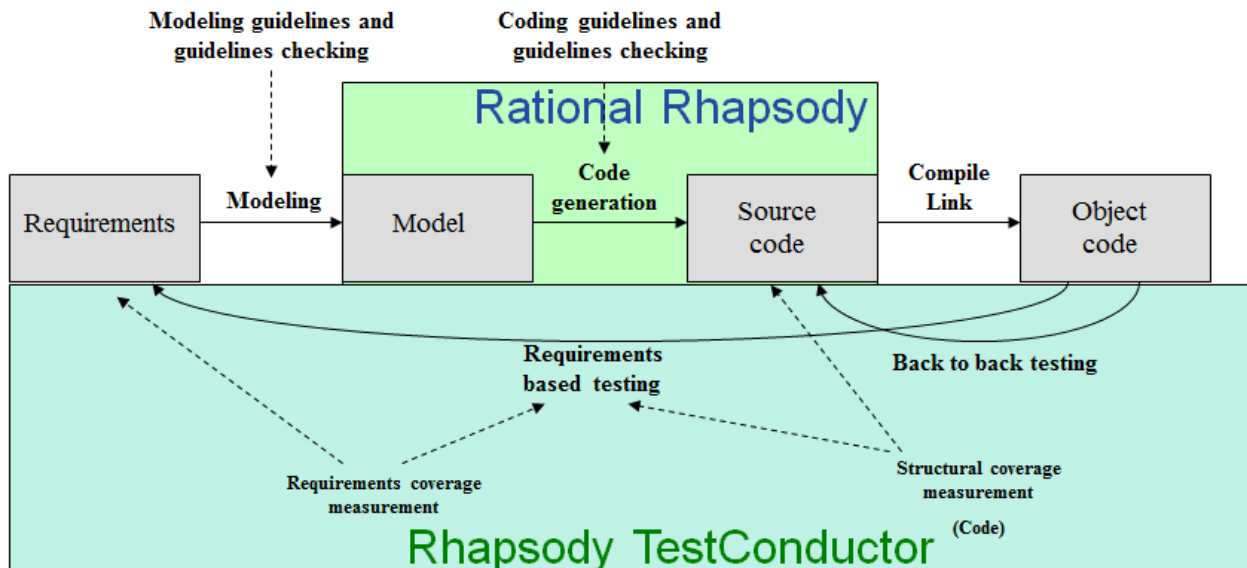 Modeling guidelines and
guidelines checking
Coding guidelines and
guidelines checking
Rational Rhapsody
Requirements
Modeling
Model
Code
generation
Source
code
Compile
Link
Object
code
Requirements
based testing
Back to back testing
Requirements coverage
measurement
Structural coverage
measurement
(Code)
Rhapsody TestConductor